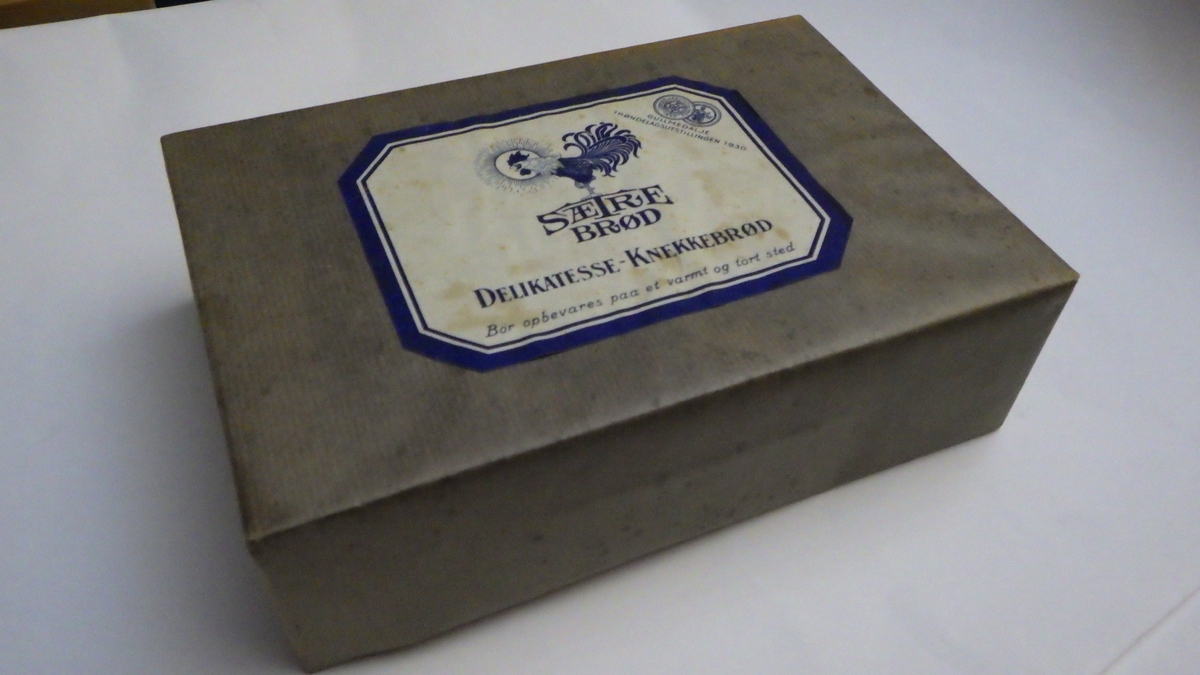 GULLMEDALJE
TRØNDELAGSUTSTILLINGEN 1930
SÆTRE
BRØD
DELIKATESSE-KNEKKEBRØD
Bør opbevares paa et varmt og tørt sted